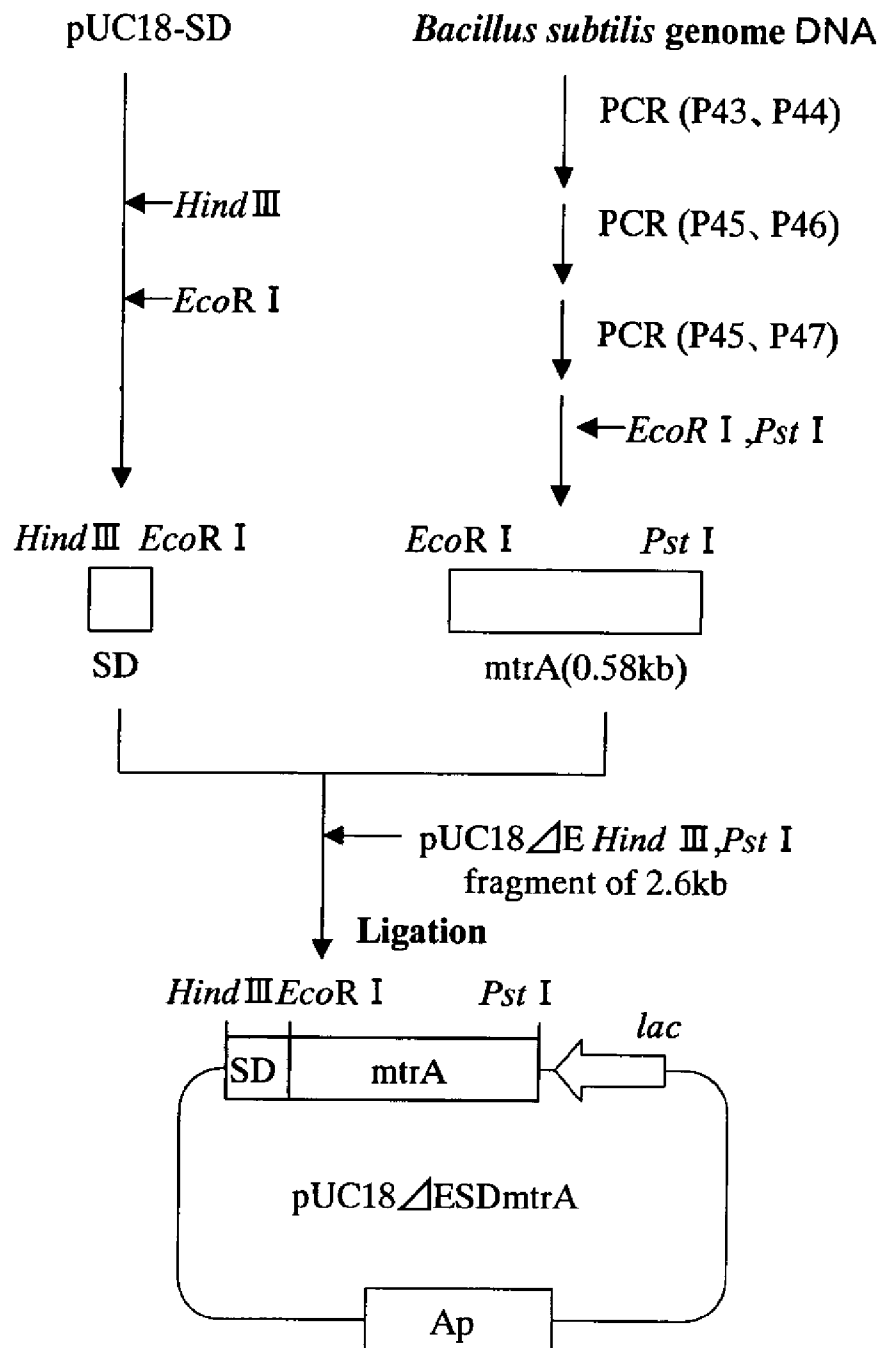 pUC18-SD
Bacillus subtilis genome DNA
PCR (P43、P44)
HindⅢ
PCR (P45、P46)
EcoR Ⅰ
PCR (P45、P47)
EcoR Ⅰ ,Pst Ⅰ
HindⅢ EcoR Ⅰ
EcoR Ⅰ Pst Ⅰ
SD
mtrA(0.58kb)
pUC18⊿E Hind Ⅲ,Pst Ⅰ
fragment of 2.6kb
Ligation
HindⅢEcoR Ⅰ Pst Ⅰ
lac
SD mtrA
pUC18⊿ESDmtrA
Ap